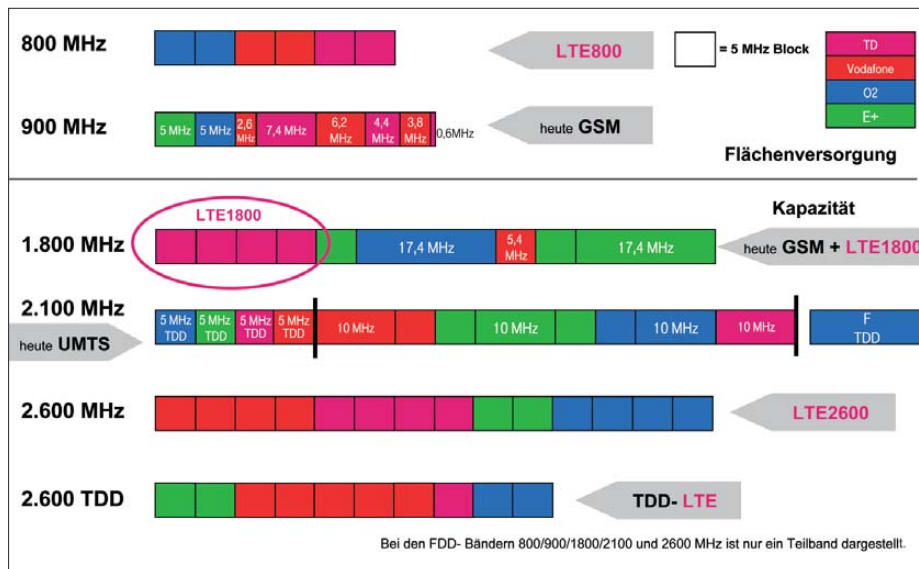 800 MHz
LTE800
= 5 MHz Block
TD
Vodafone
O2
E+
900 MHz
5 MHz
5 MHz
2,6
MHz
7,4 MHz
6,2
MHz
4,4
MHz
3,8
MHz
0,6MHz
heute GSM
Flächenversorgung
LTE1800
Kapazität
1.800 MHz
17,4 MHz
5,4
MHz
17,4 MHz
heute GSM + LTE1800
2.100 MHz
5 MHz
TDD
5 MHz
TDD
5 MHz
TDD
5 MHz
TDD
10 MHz
10 MHz
10 MHz
10 MHz
F
TDD
heute UMTS
2.600 MHz
LTE2600
2.600 TDD
TDD- LTE
Bei den FDD- Bändern 800/900/1800/2100 und 2600 MHz ist nur ein Teilband dargestellt.